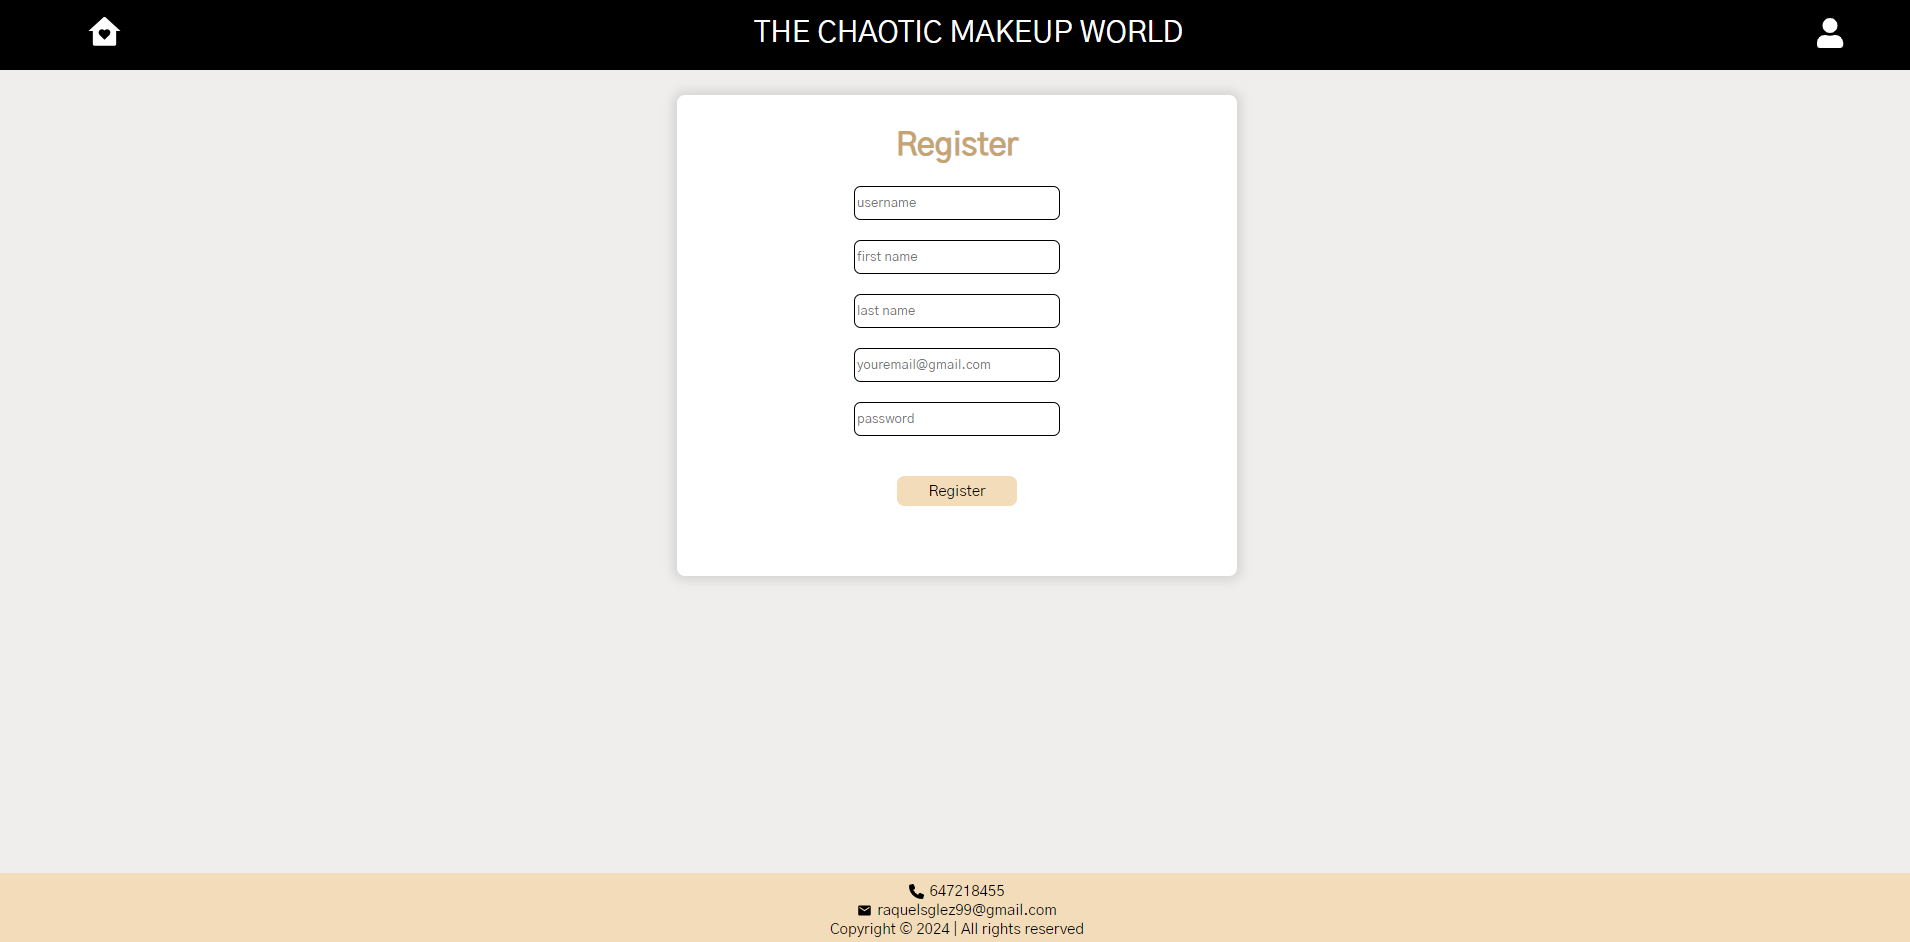 THE CHAOTIC MAKEUP WORLD
Register
username
first name
last name
youremail@gmail.com
password
Register
647218455
raquelsglez99@gmail.com
Copyright © 2024 | All rights reserved